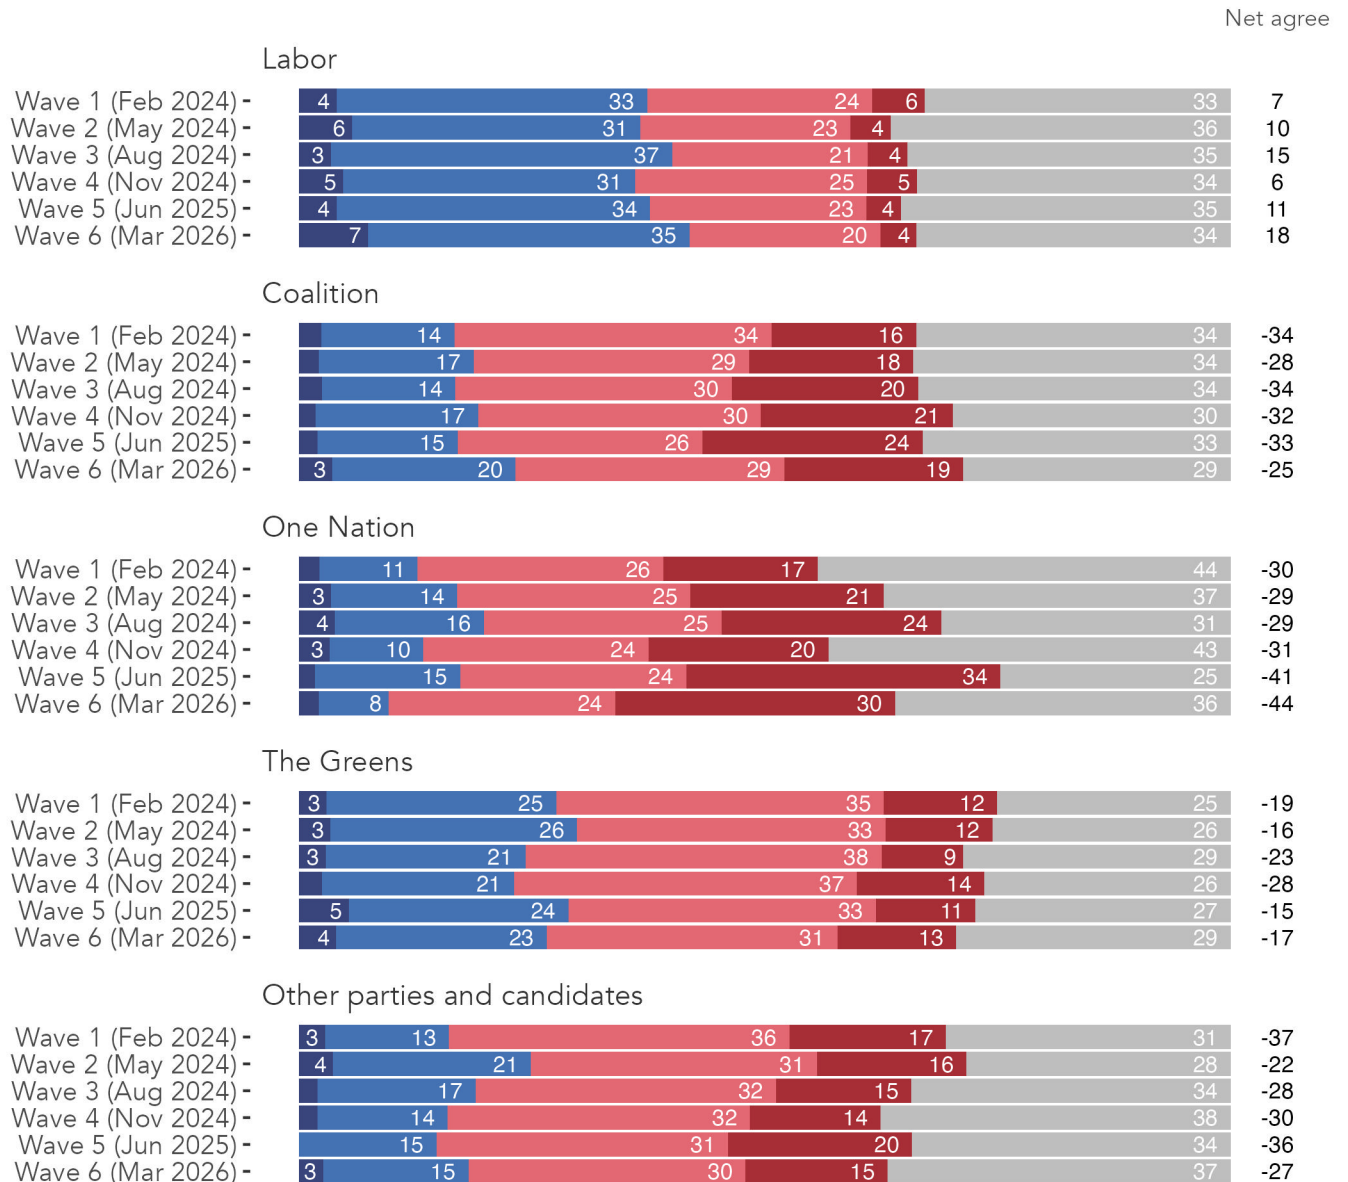 Net agree
Labor
Wave 1 (Feb 2024) 4 33 24 6 33 7
Wave 2 (May 2024) 6 31 23 4 36 10
Wave 3 (Aug 2024) 3 37 21 4 35 15
Wave 4 (Nov 2024) 5 31 25 5 34 6
Wave 5 (Jun 2025) 4 34 23 4 35 11
Wave 6 (Mar 2026) 7 35 20 4 34 18
Coalition
Wave 1 (Feb 2024) 14 34 16 34 -34
Wave 2 (May 2024) 17 29 18 34 -28
Wave 3 (Aug 2024) 14 30 20 34 -34
Wave 4 (Nov 2024) 17 30 21 30 -32
Wave 5 (Jun 2025) 15 26 24 33 -33
Wave 6 (Mar 2026) 3 20 29 19 29 -25
One Nation
Wave 1 (Feb 2024) 11 26 17 44 -30
Wave 2 (May 2024) 3 14 25 21 37 -29
Wave 3 (Aug 2024) 4 16 25 24 31 -29
Wave 4 (Nov 2024) 3 10 24 20 43 -31
Wave 5 (Jun 2025) 15 24 34 25 -41
Wave 6 (Mar 2026) 8 24 30 36 -44
The Greens
Wave 1 (Feb 2024) 3 25 35 12 25 -19
Wave 2 (May 2024) 3 26 33 12 26 -16
Wave 3 (Aug 2024) 3 21 38 9 29 -23
Wave 4 (Nov 2024) 21 37 14 26 -28
Wave 5 (Jun 2025) 5 24 33 11 27 -15
Wave 6 (Mar 2026) 4 23 31 13 29 -17
Other parties and candidates
Wave 1 (Feb 2024) 3 13 36 17 31 -37
Wave 2 (May 2024) 4 21 31 16 28 -22
Wave 3 (Aug 2024) 17 32 15 34 -28
Wave 4 (Nov 2024) 14 32 14 38 -30
Wave 5 (Jun 2025) 15 31 20 34 -36
Wave 6 (Mar 2026) 3 15 30 15 37 -27